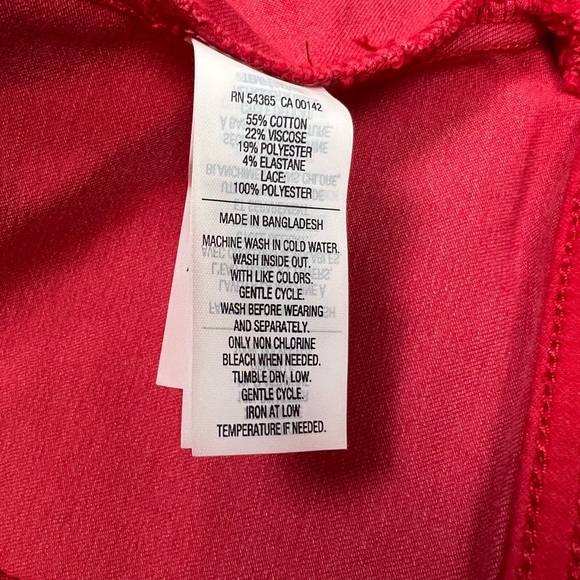 RN 54365 CA 00142
55% COTTON
22% VISCOSE
19% POLYESTER
4% ELASTANE
LACE:
100% POLYESTER
MADE IN BANGLADESH
MACHINE WASH IN COLD WATER.
WASH INSIDE OUT
WITH LIKE COLORS.
GENTLE CYCLE.
WASH BEFORE WEARING
AND SEPARATELY.
ONLY NON CHLORINE
BLEACH WHEN NEEDED.
TUMBLE DRY, LOW.
GENTLE CYCLE.
IRON AT LOW
TEMPERATURE IF NEEDED.